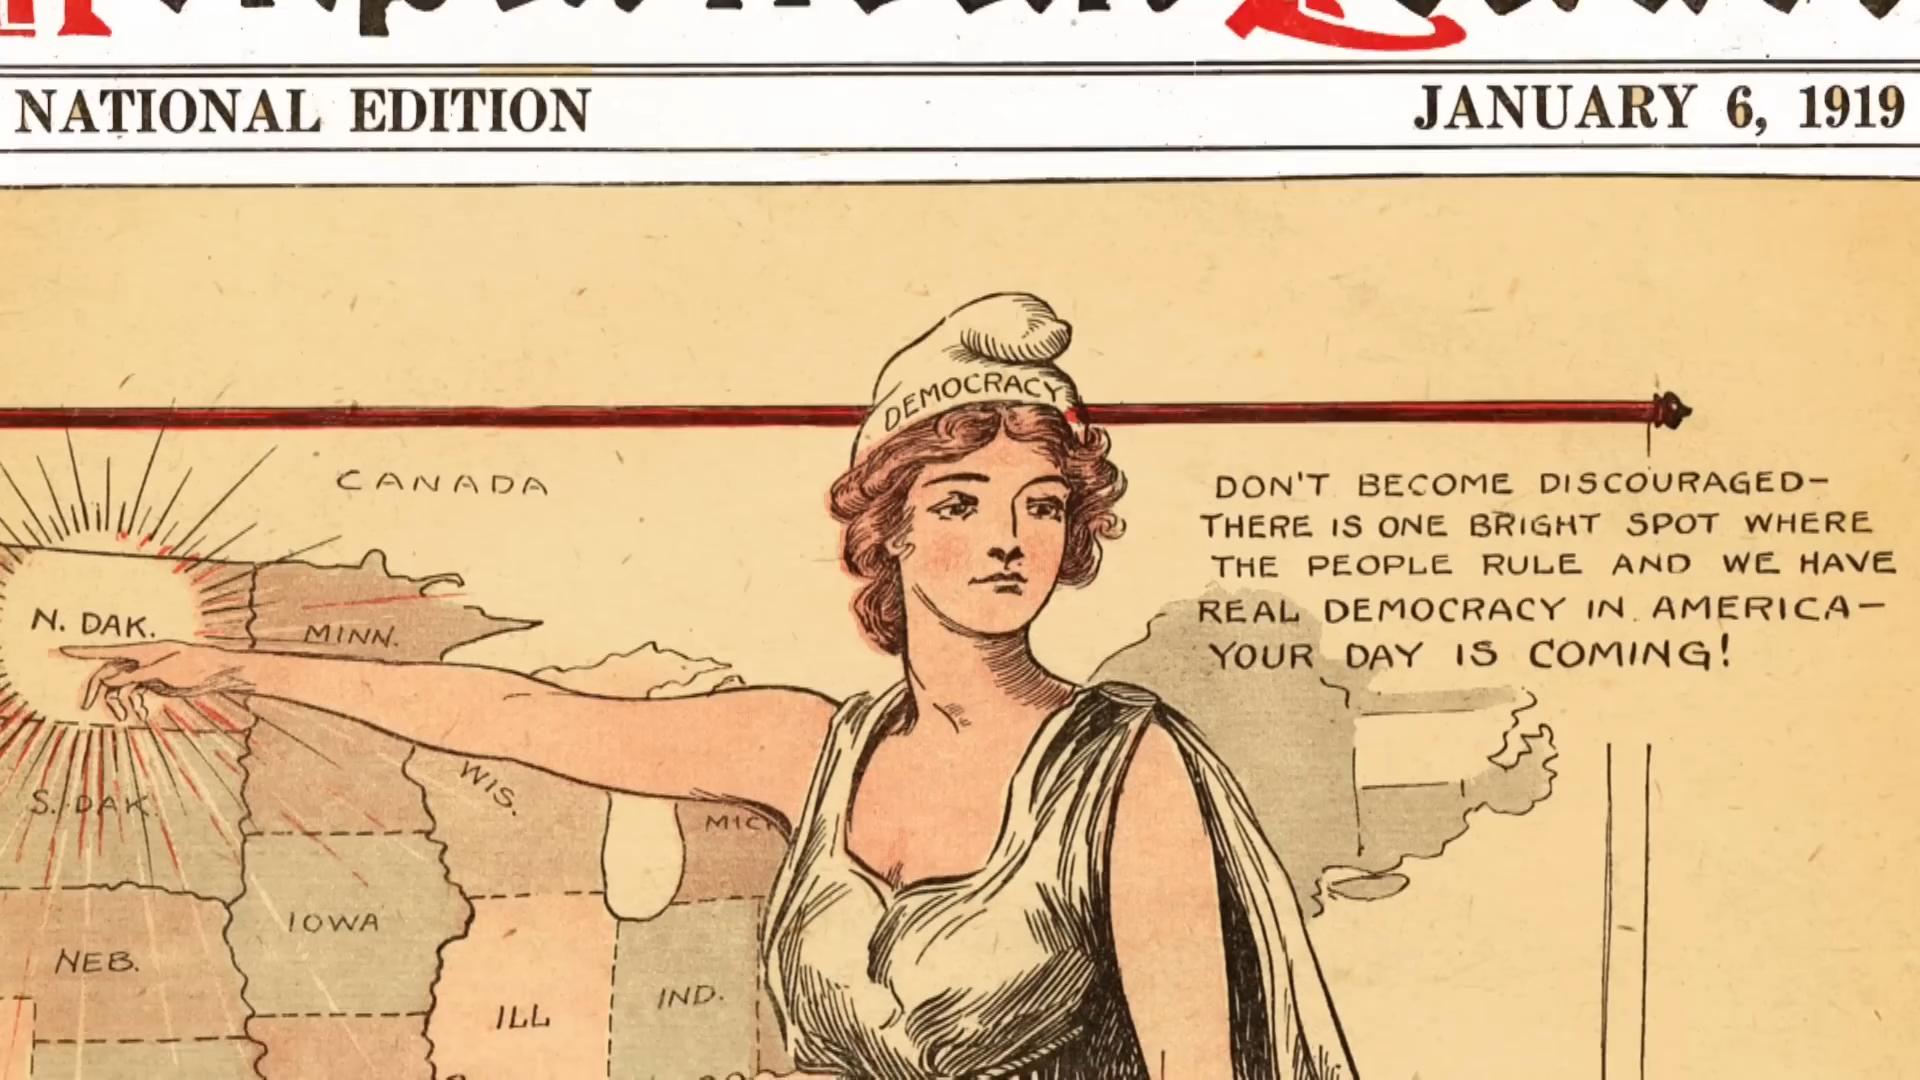 NATIONAL EDITION JANUARY 6, 1919
DEMOCRACY
CANADA
DON'T BECOME DISCOURAGED—
THERE IS ONE BRIGHT SPOT WHERE
THE PEOPLE RULE AND WE HAVE
REAL DEMOCRACY IN AMERICA—
YOUR DAY IS COMING!
N. DAK.
MINN.
S. DAK.
WIS.
MICH
IOWA
NEB.
IND.
ILL